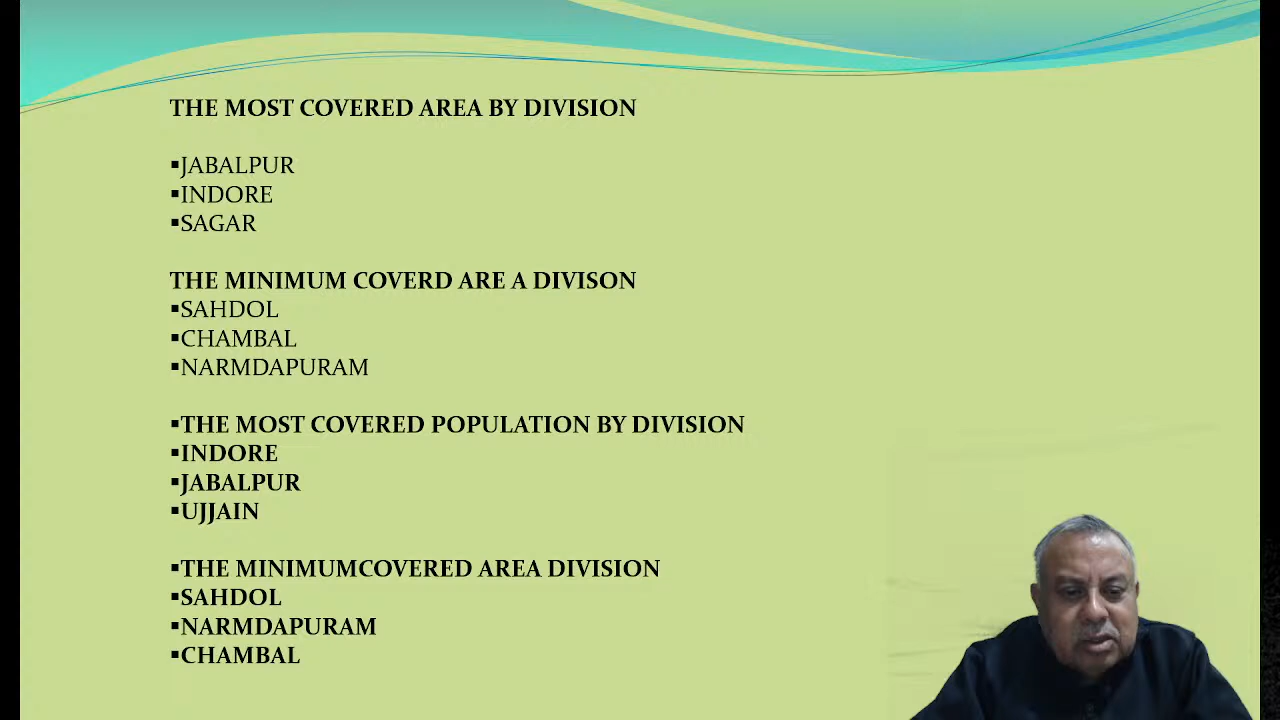 THE MOST COVERED AREA BY DIVISION
▪JABALPUR
▪INDORE
▪SAGAR
THE MINIMUM COVERD ARE A DIVISON
▪SAHDOL
▪CHAMBAL
▪NARMDAPURAM
▪THE MOST COVERED POPULATION BY DIVISION
▪INDORE
▪JABALPUR
▪UJJAIN
▪THE MINIMUMCOVERED AREA DIVISION
▪SAHDOL
▪NARMDAPURAM
▪CHAMBAL